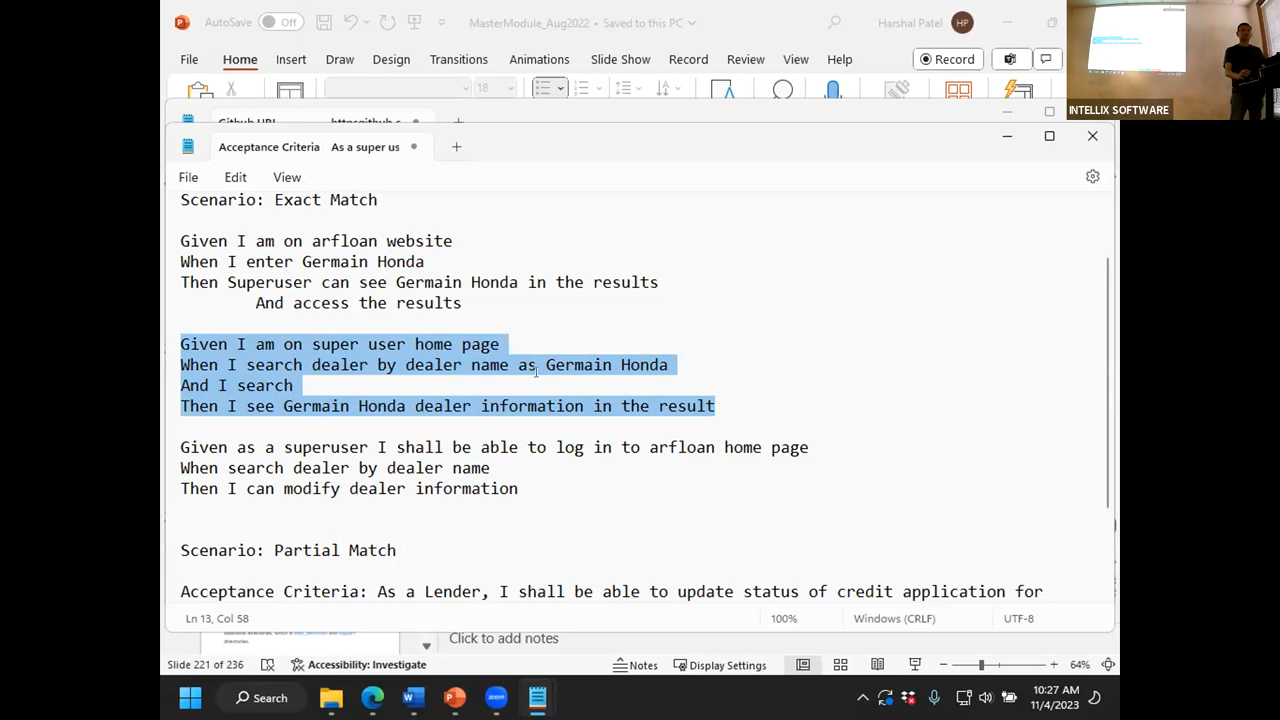 AutoSave Off MasterModule_Aug2022 • Saved to this PC Harshal Patel HP
File Home Insert Draw Design Transitions Animations Slide Show Record Review View Help Record
18
INTELLIX SOFTWARE
Acceptance Criteria As a super us
File Edit View
Scenario: Exact Match
Given I am on arfloan website
When I enter Germain Honda
Then Superuser can see Germain Honda in the results
And access the results
Given I am on super user home page
When I search dealer by dealer name as Germain Honda
And I search
Then I see Germain Honda dealer information in the result
Given as a superuser I shall be able to log in to arfloan home page
When search dealer by dealer name
Then I can modify dealer information
Scenario: Partial Match
Acceptance Criteria: As a Lender, I shall be able to update status of credit application for
Ln 13, Col 58 100% Windows (CRLF) UTF-8
directories.
Click to add notes
Slide 221 of 236 Accessibility: Investigate Notes Display Settings 64%
Search zoom 10:27 AM
11/4/2023